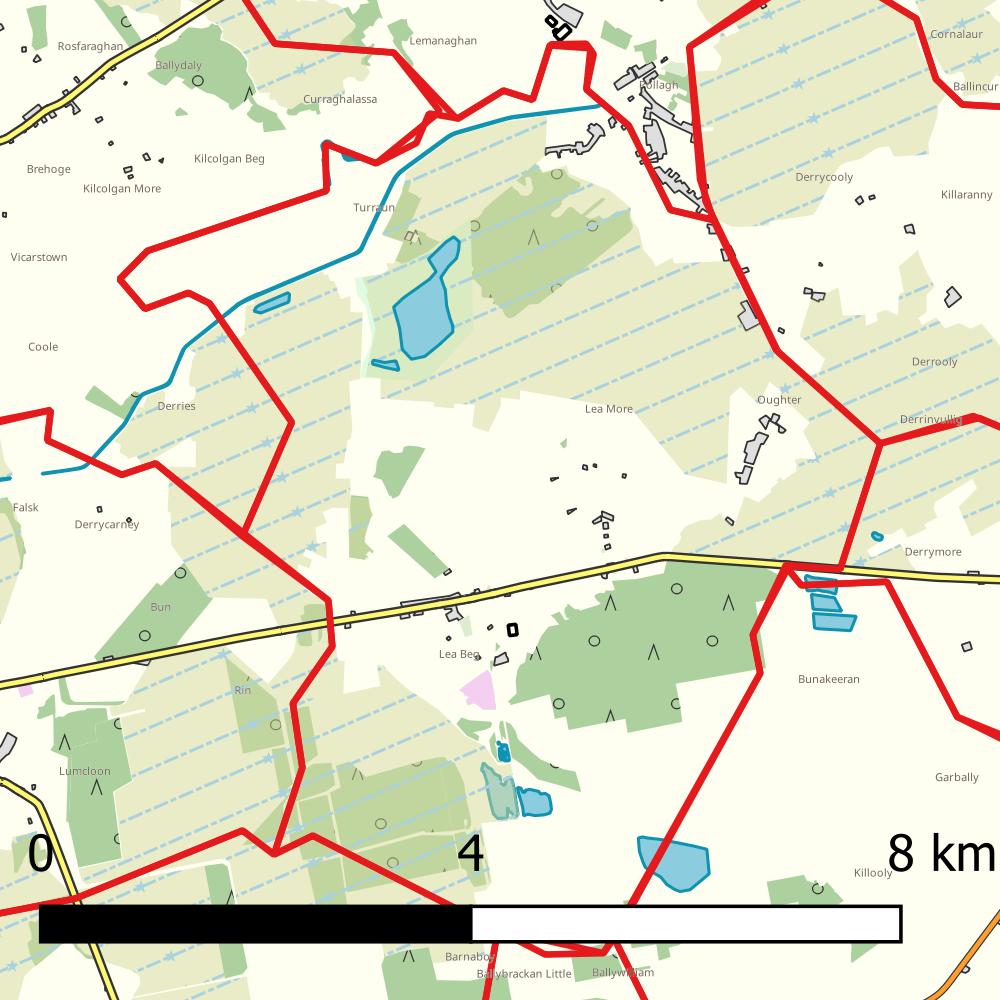 Cornalaur
Lemanaghan
Rosfaraghan
Ballydaly
Pollagh
Ballincur
Curraghalassa
Kilcolgan Beg
Brehoge
Derrycooly
Kilcolgan More
Killaranny
Turraun
Vicarstown
Coole
Derrooly
Oughter
Derries
Lea More
Derrinvullig
Falsk
Derrycarney
Derrymore
Bun
Lea Beg
Bunakeeran
Rin
Lumcloon
Garbally
0 4 8 km
Killooly
Barnaboy
Ballybrackan Little
Ballywilliam